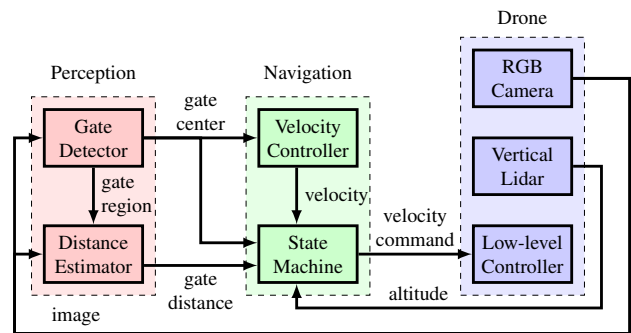 Drone
Perception
Navigation
RGB
Camera
gate
center
Gate
Detector
Velocity
Controller
Vertical
Lidar
gate
region
velocity
velocity
command
Distance
Estimator
State
Machine
Low-level
Controller
gate
distance
altitude
image